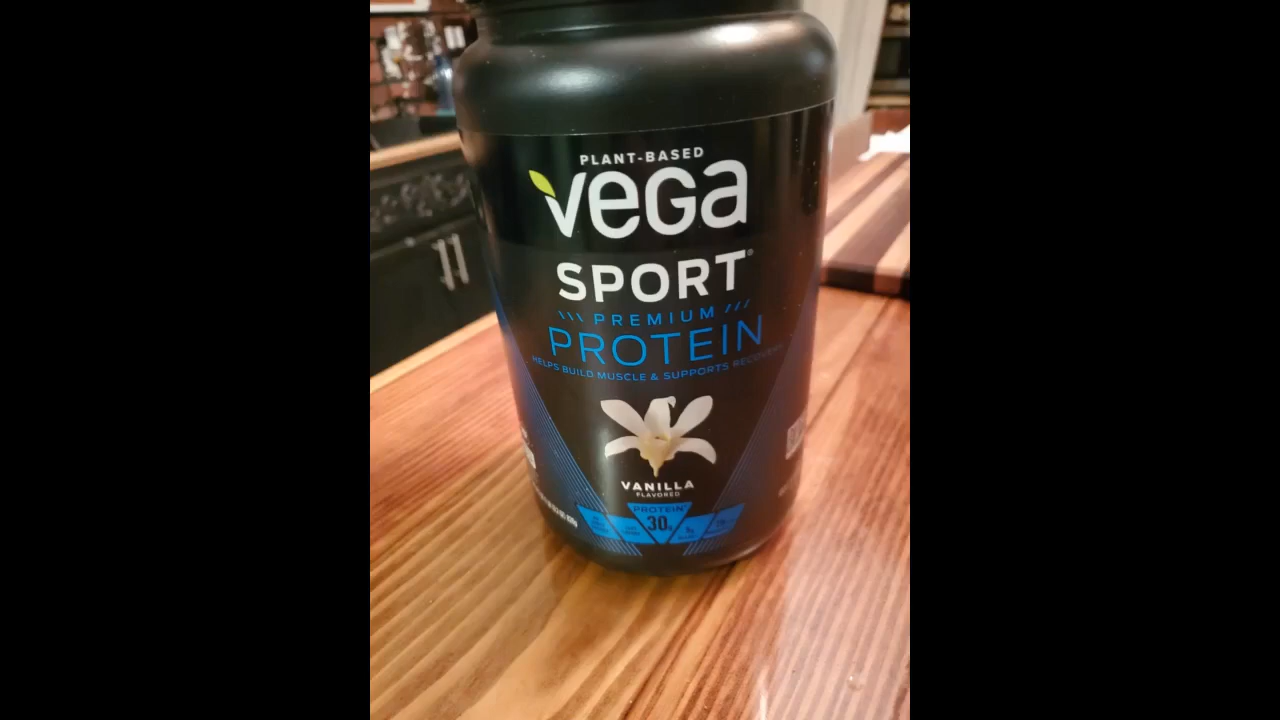 PLANT-BASED
vega
SPORT®
PREMIUM
PROTEIN
HELPS BUILD MUSCLE & SUPPORTS RECOVERY
VANILLA
FLAVORED
PROTEIN
30g